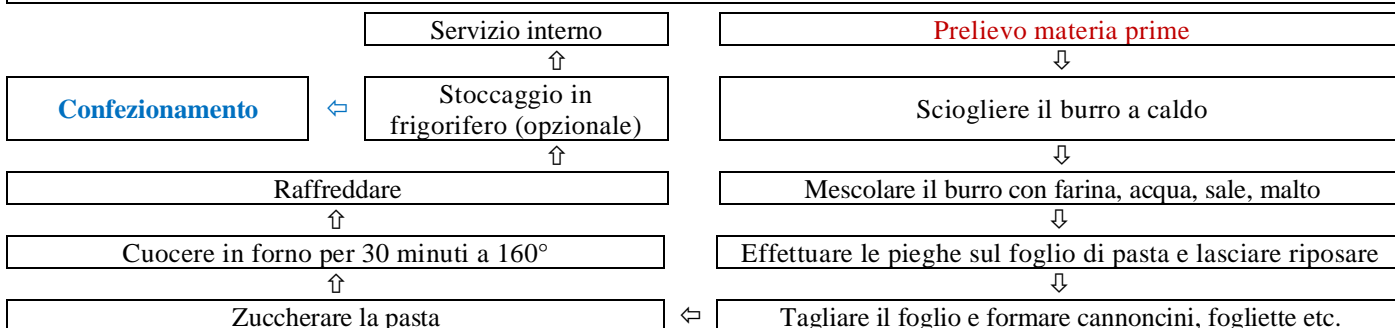 Servizio interno
Prelievo materia prime
⇧
⇩
Confezionamento
⇦
Stoccaggio in
frigorifero (opzionale)
Sciogliere il burro a caldo
⇧
⇩
Raffreddare
Mescolare il burro con farina, acqua, sale, malto
⇧
⇩
Cuocere in forno per 30 minuti a 160°
Effettuare le pieghe sul foglio di pasta e lasciare riposare
⇧
⇩
Zuccherare la pasta
⇦
Tagliare il foglio e formare cannoncini, fogliette etc.